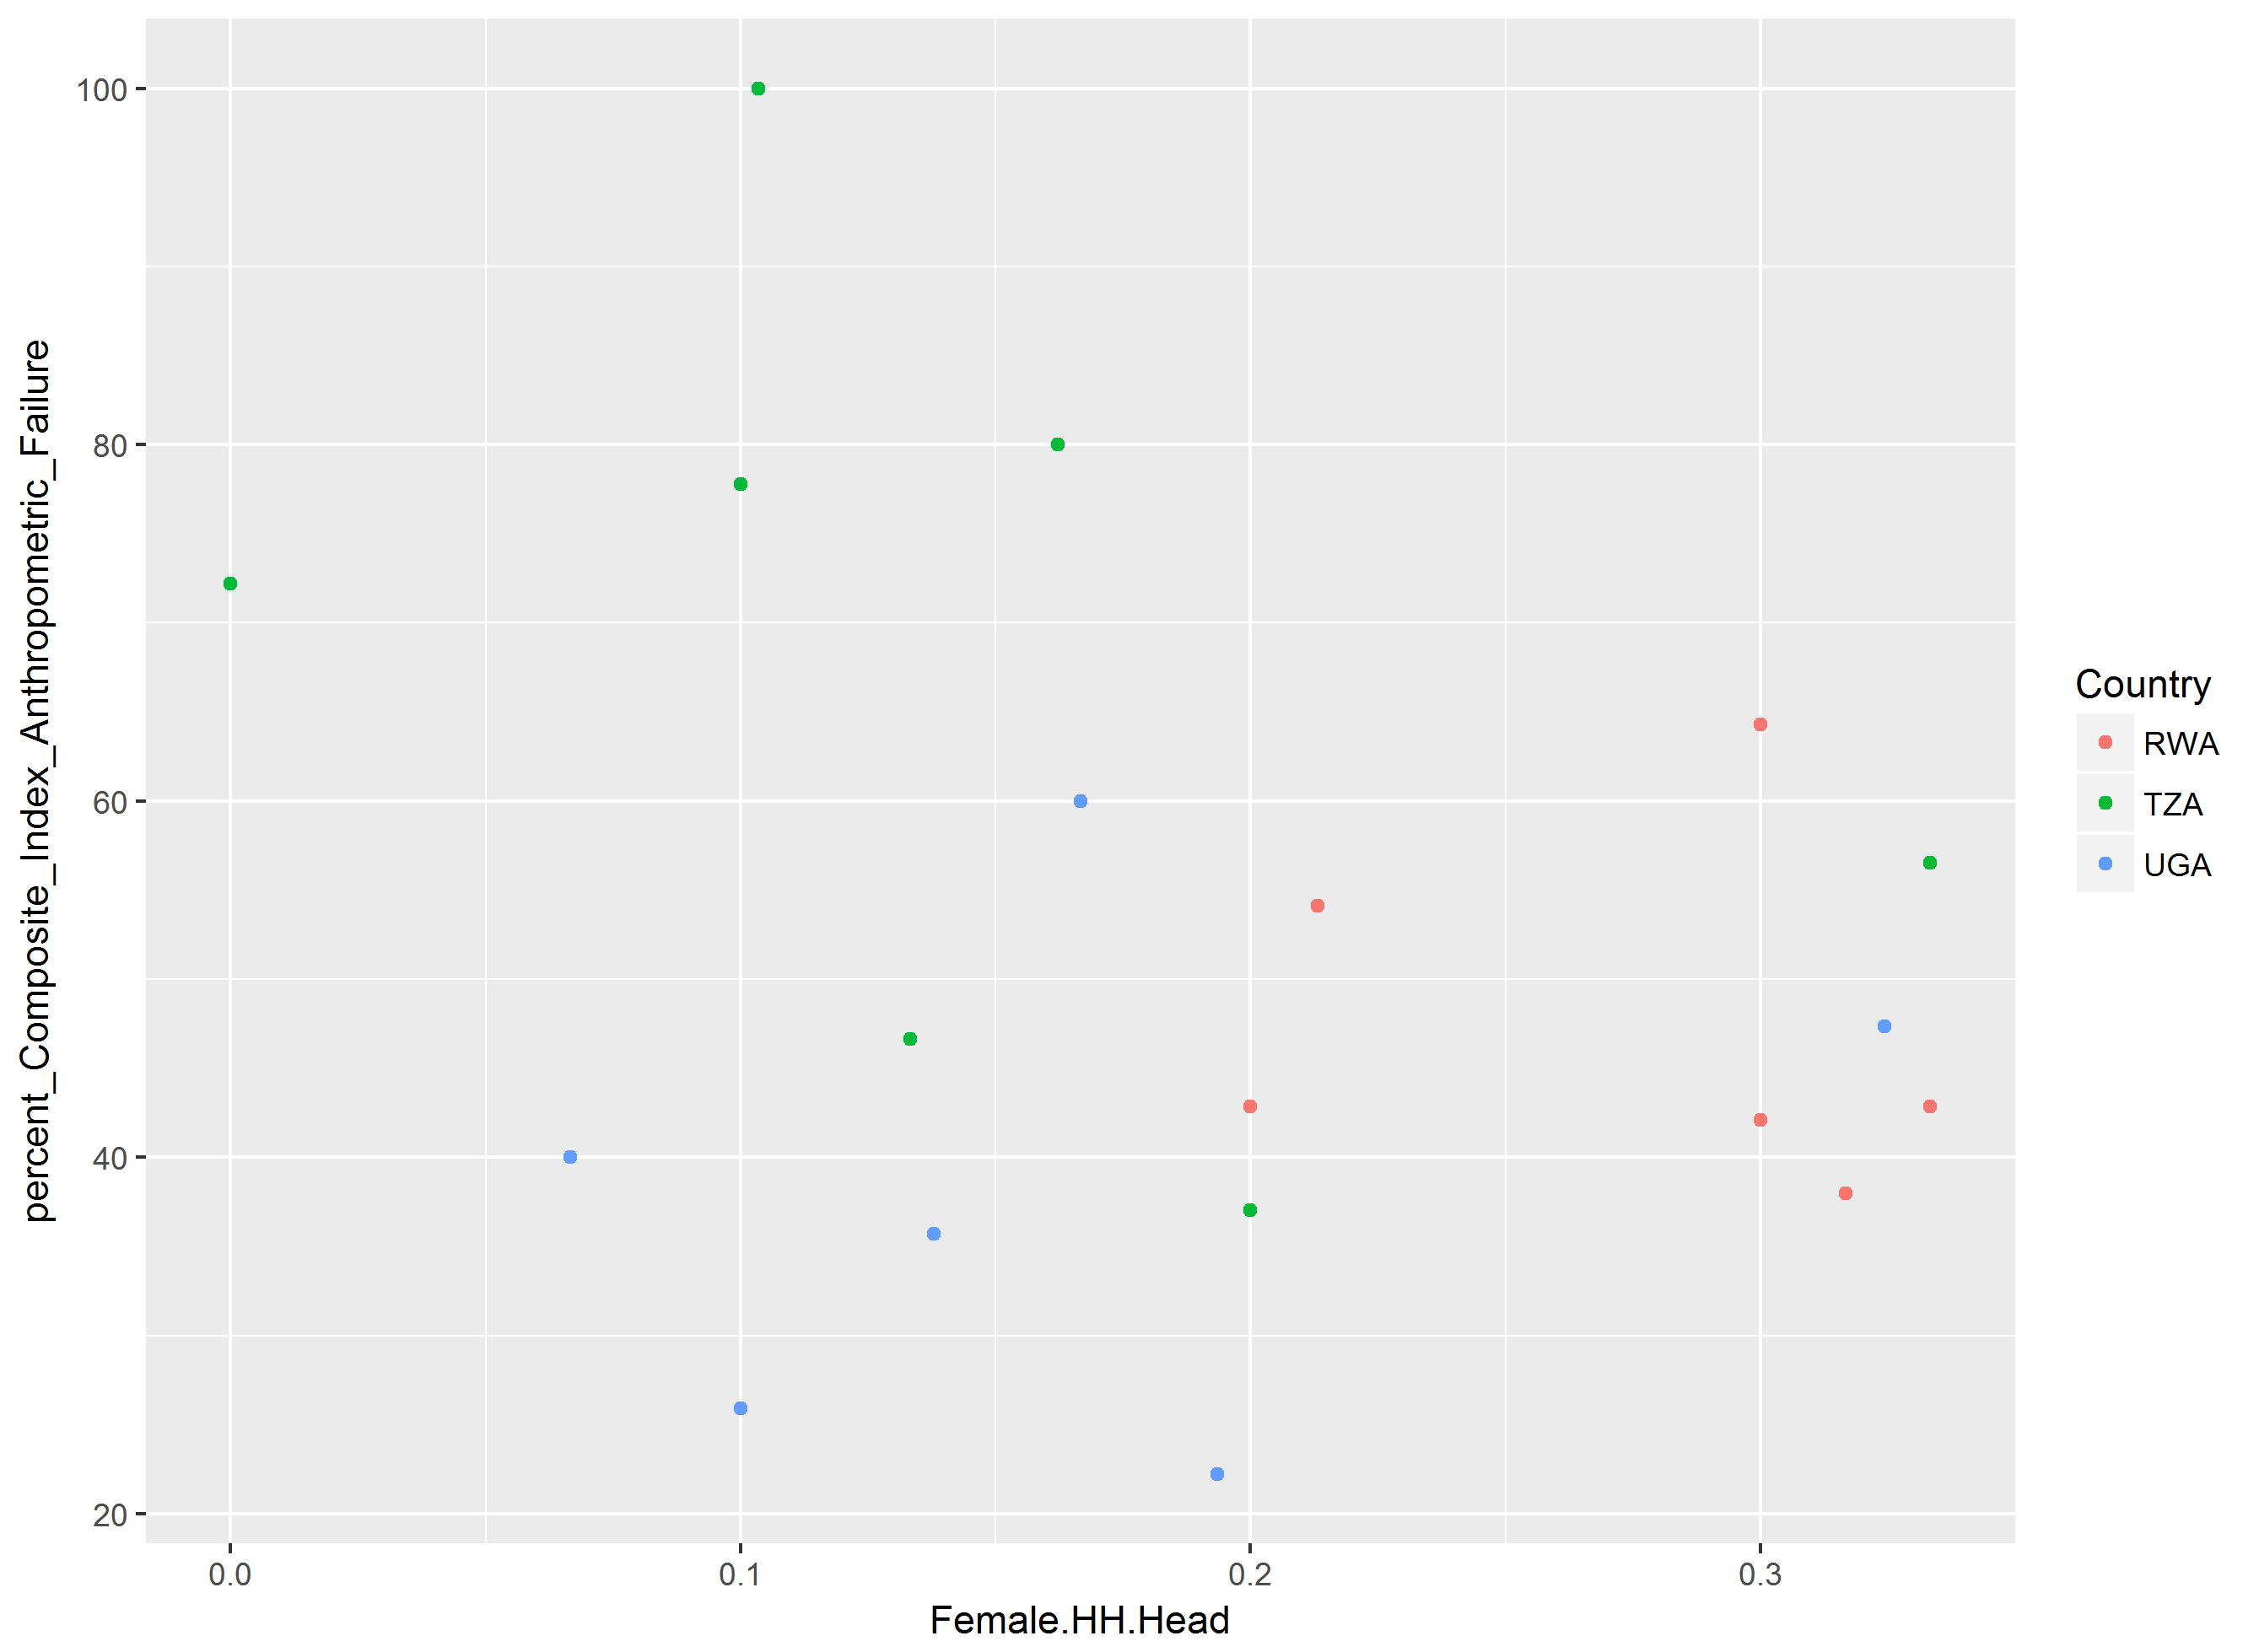 percent_Composite_Index_Anthropometric_Failure
100
80
60
40
20
0.0 0.1 0.2 0.3
Female.HH.Head
Country
RWA
TZA
UGA